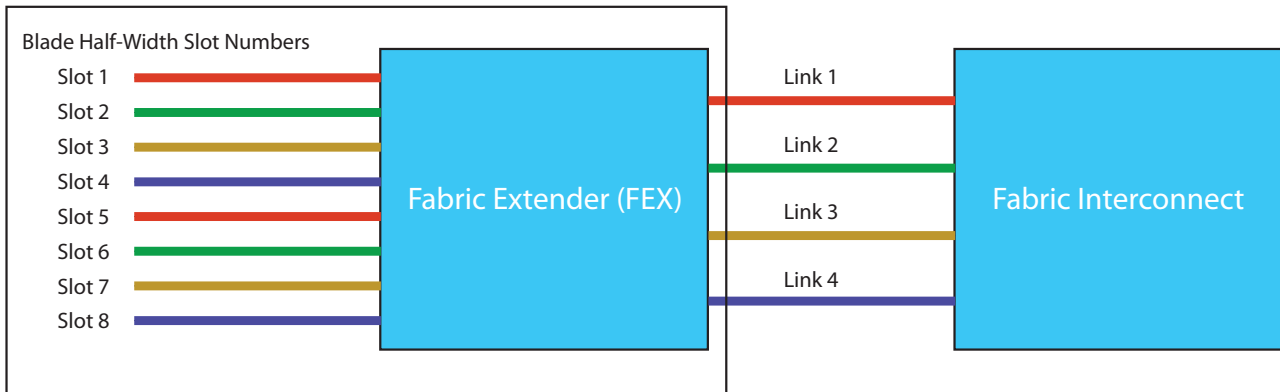 Blade Half-Width Slot Numbers
Slot 1
Slot 2
Slot 3
Slot 4
Slot 5
Slot 6
Slot 7
Slot 8
Fabric Extender (FEX)
Link 1
Link 2
Link 3
Link 4
Fabric Interconnect